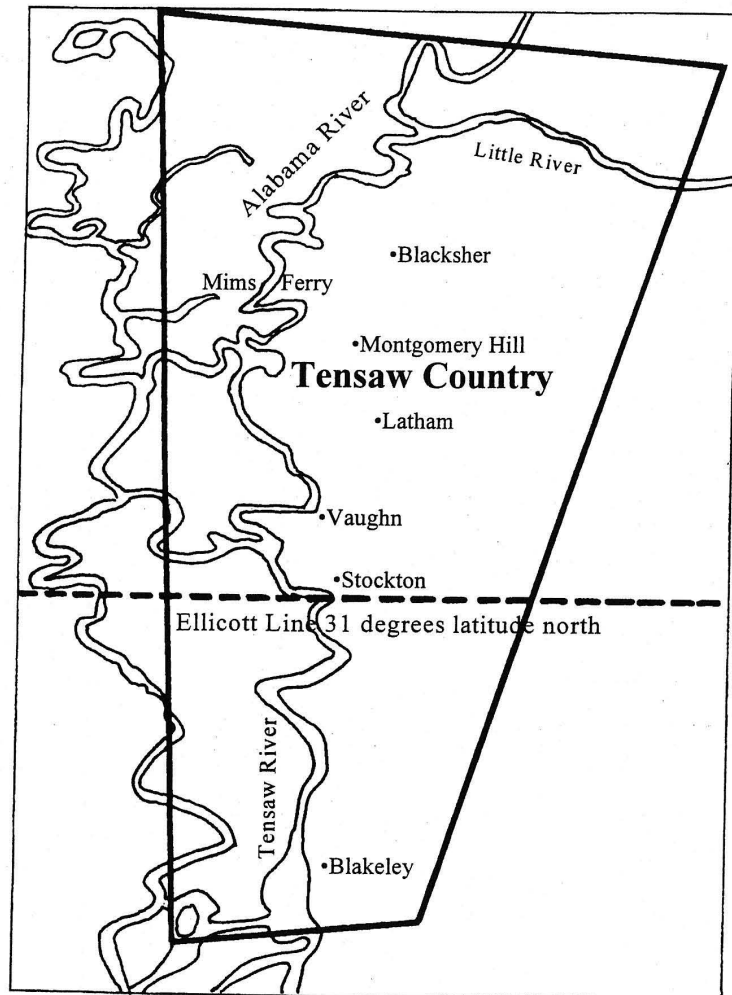 Alabama River
Little River
•Blacksher
Mims Ferry
•Montgomery Hill
Tensaw Country
•Latham
•Vaughn
•Stockton
Ellicott Line 31 degrees latitude north
Tensaw River
•Blakeley